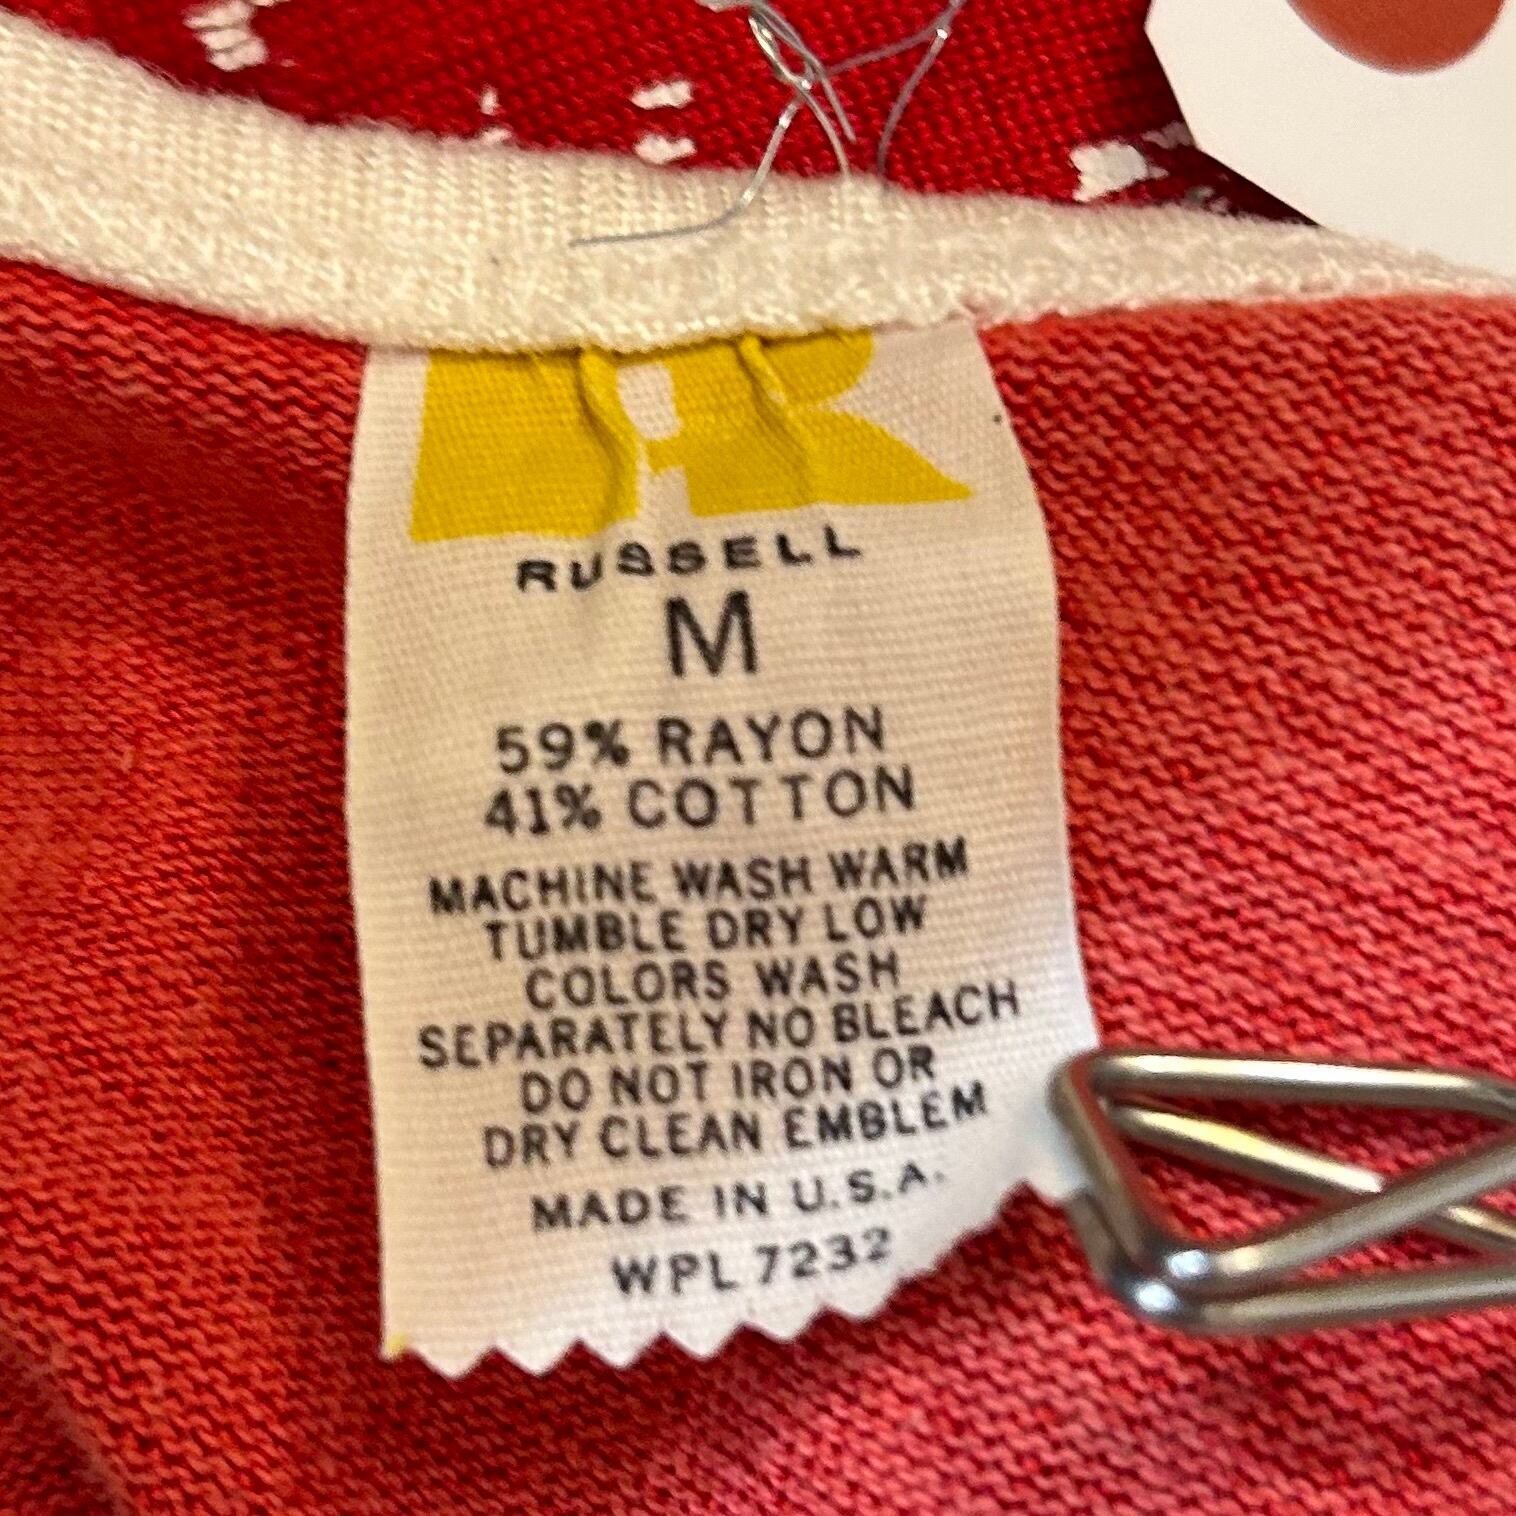 R
RUSSELL
M
59% RAYON
41% COTTON
MACHINE WASH WARM
TUMBLE DRY LOW
COLORS WASH
SEPARATELY NO BLEACH
DO NOT IRON OR
DRY CLEAN EMBLEM
MADE IN U.S.A.
WPL 7232